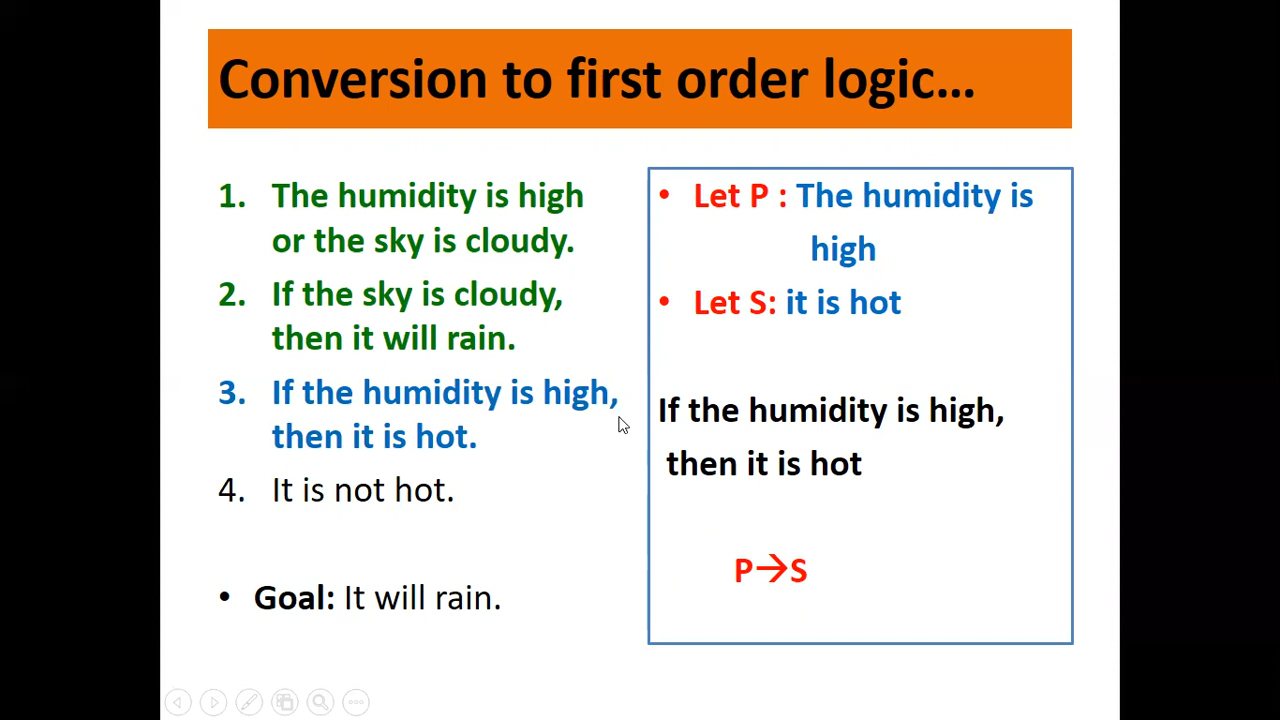 Conversion to first order logic...
1. The humidity is high
or the sky is cloudy.
2. If the sky is cloudy,
then it will rain.
3. If the humidity is high,
then it is hot.
4. It is not hot.
• Goal: It will rain.
• Let P : The humidity is
high
• Let S: it is hot
If the humidity is high,
then it is hot
P→S